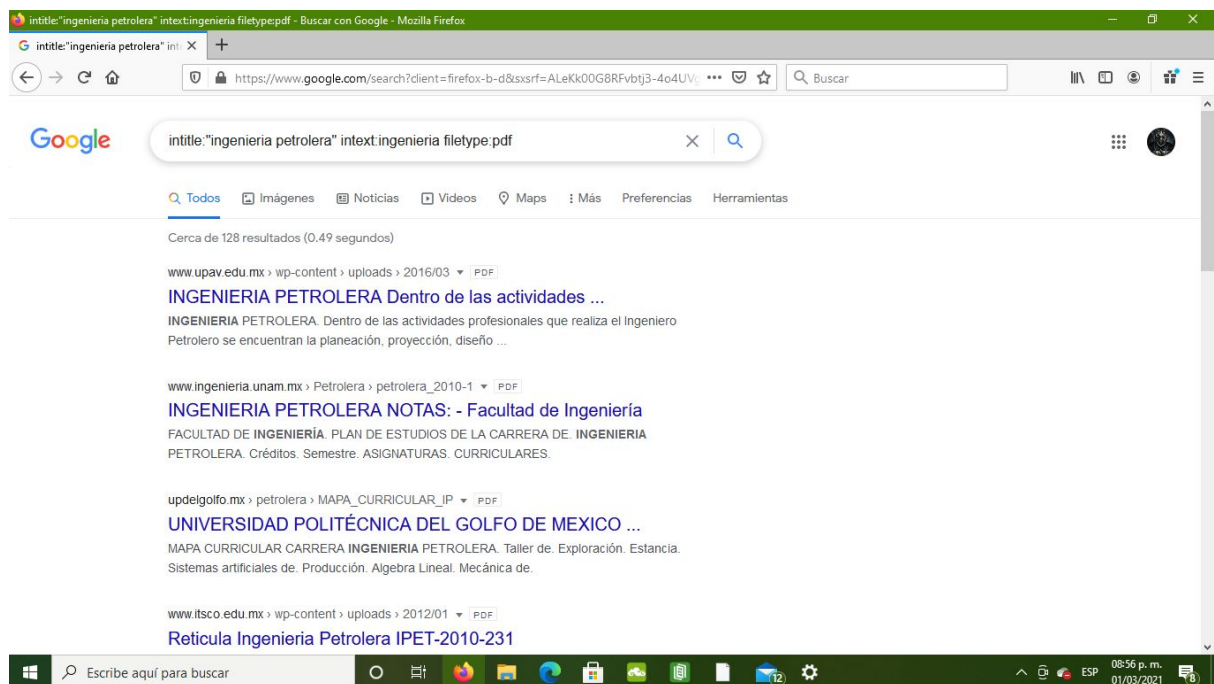 intitle:"ingenieria petrolera" intext:ingenieria filetype:pdf - Buscar con Google - Mozilla Firefox
intitle:"ingenieria petrolera" int
https://www.google.com/search?client=firefox-b-d&sxsrf=ALeKk00G8RFvbtj3-4o4UV
Buscar
Google
intitle:"ingenieria petrolera" intext:ingenieria filetype:pdf
Todos Imágenes Noticias Videos Maps Más Preferencias Herramientas
Cerca de 128 resultados (0.49 segundos)
www.upav.edu.mx › wp-content › uploads › 2016/03 PDF
INGENIERIA PETROLERA Dentro de las actividades ...
INGENIERIA PETROLERA. Dentro de las actividades profesionales que realiza el Ingeniero
Petrolero se encuentran la planeación, proyección, diseño ...
www.ingenieria.unam.mx › Petrolera › petrolera_2010-1 PDF
INGENIERIA PETROLERA NOTAS: - Facultad de Ingeniería
FACULTAD DE INGENIERÍA. PLAN DE ESTUDIOS DE LA CARRERA DE. INGENIERIA
PETROLERA. Créditos. Semestre. ASIGNATURAS. CURRICULARES.
updelgolfo.mx › petrolera › MAPA_CURRICULAR_IP PDF
UNIVERSIDAD POLITÉCNICA DEL GOLFO DE MEXICO ...
MAPA CURRICULAR CARRERA INGENIERIA PETROLERA. Taller de. Exploración. Estancia.
Sistemas artificiales de. Producción. Algebra Lineal. Mecánica de.
www.itsco.edu.mx › wp-content › uploads › 2012/01 PDF
Reticula Ingenieria Petrolera IPET-2010-231
Escribe aquí para buscar
12
ESP
08:56 p. m.
01/03/2021
8